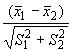 (x̄₁ − x̄₂) / √(S₁² + S₂²)